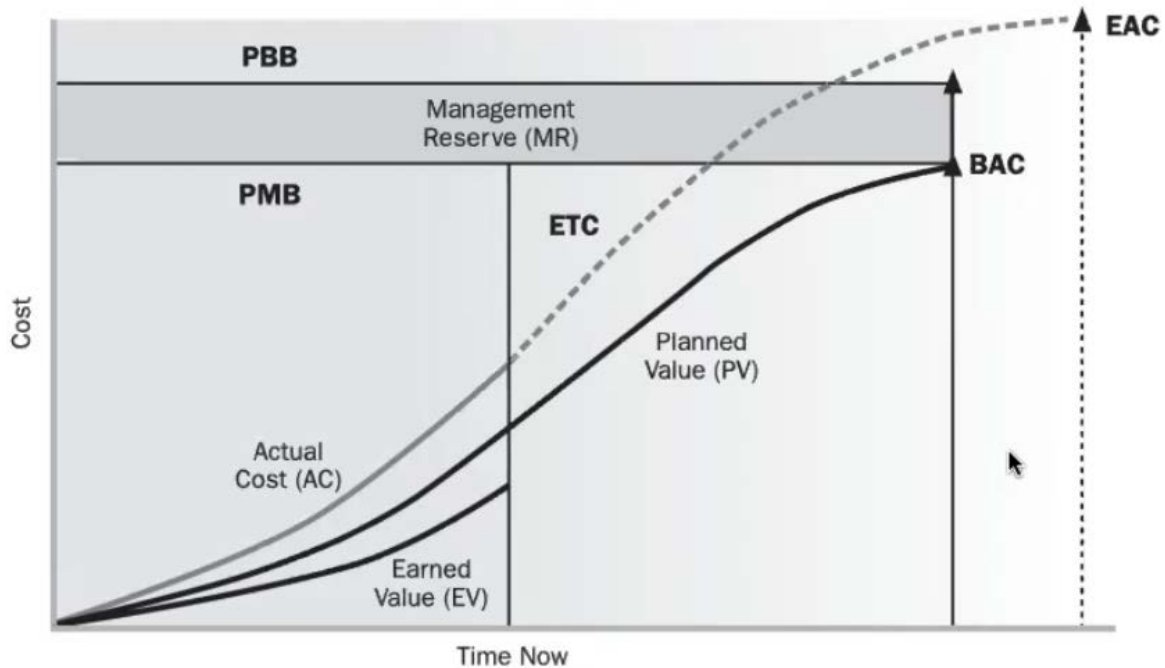 EAC
PBB
Management
Reserve (MR)
BAC
PMB
ETC
Cost
Planned
Value (PV)
Actual
Cost (AC)
Earned
Value (EV)
Time Now